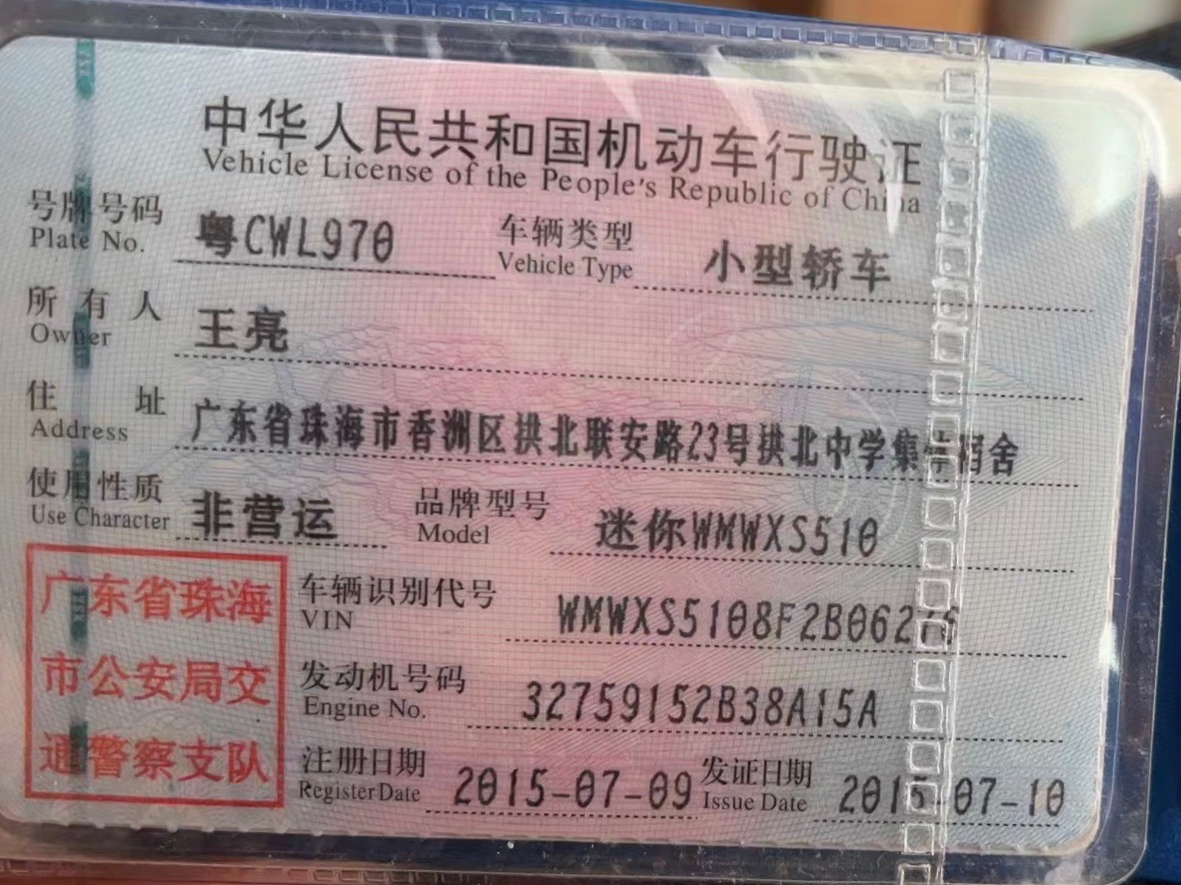 中华人民共和国机动车行驶证
Vehicle License of the People's Republic of China
号牌号码 粤CWL970 车辆类型 小型轿车
Plate No. Vehicle Type
所有人 王亮
Owner
住址 广东省珠海市香洲区拱北联安路23号拱北中学集体宿舍
Address
使用性质 非营运 品牌型号 迷你WMWXS510
Use Character Model
广东省珠海
市公安局交
通警察支队
车辆识别代号
VIN
发动机号码 32759152B38A15A
Engine No.
注册日期 2015-07-09 发证日期 2015-07-10
Register Date Issue Date